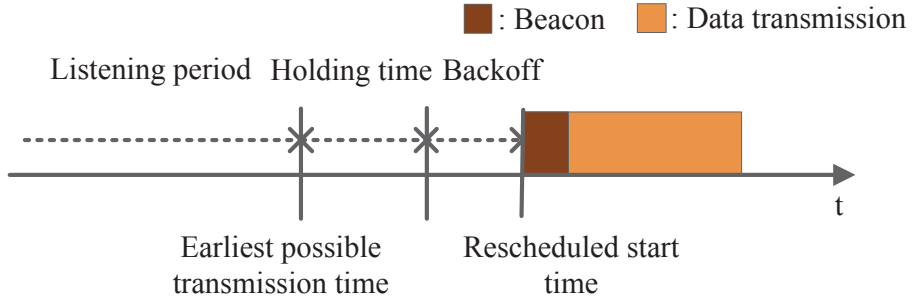 : Beacon : Data transmission
Listening period Holding time Backoff
t
Earliest possible
transmission time
Rescheduled start
time